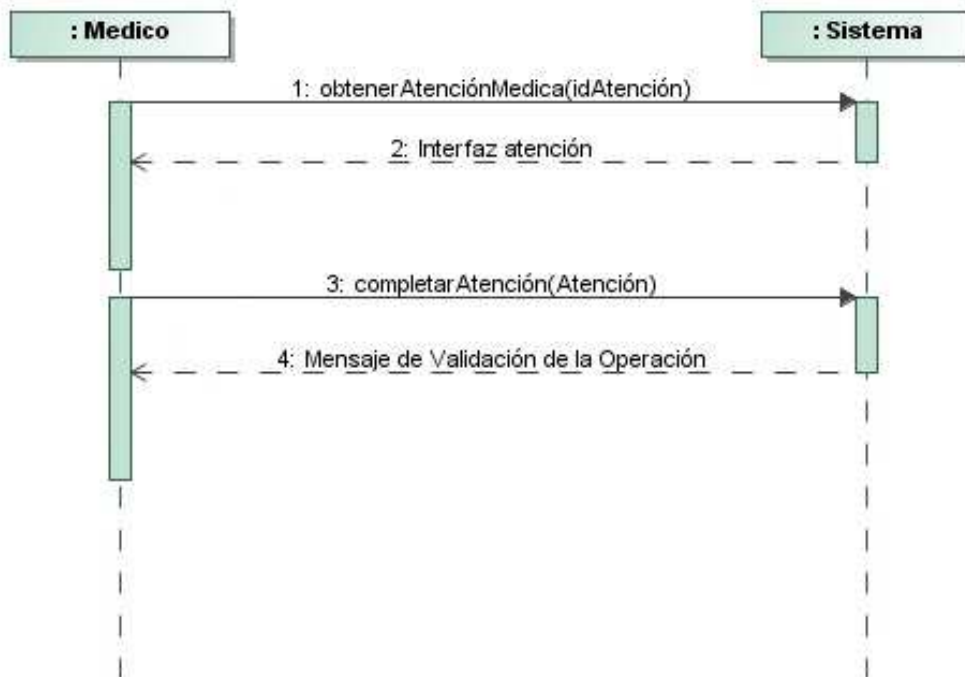 : Medico
: Sistema
1: obtenerAtenciónMedica(idAtención)
2: Interfaz atención
3: completarAtención(Atención)
4: Mensaje de Validación de la Operación